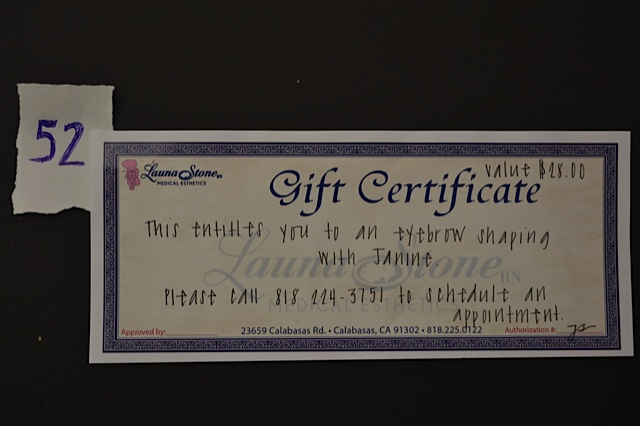 52
Launa Stone RN
MEDICAL ESTHETICS
value $28.00
Gift Certificate
This entitles you to an eyebrow shaping
with Janine.
Launa Stone RN
MEDICAL ESTHETICS
Please call 818 224-3751 to schedule an
appointment.
Approved by:
23659 Calabasas Rd. • Calabasas, CA 91302 • 818.225.0122
Authorization #: